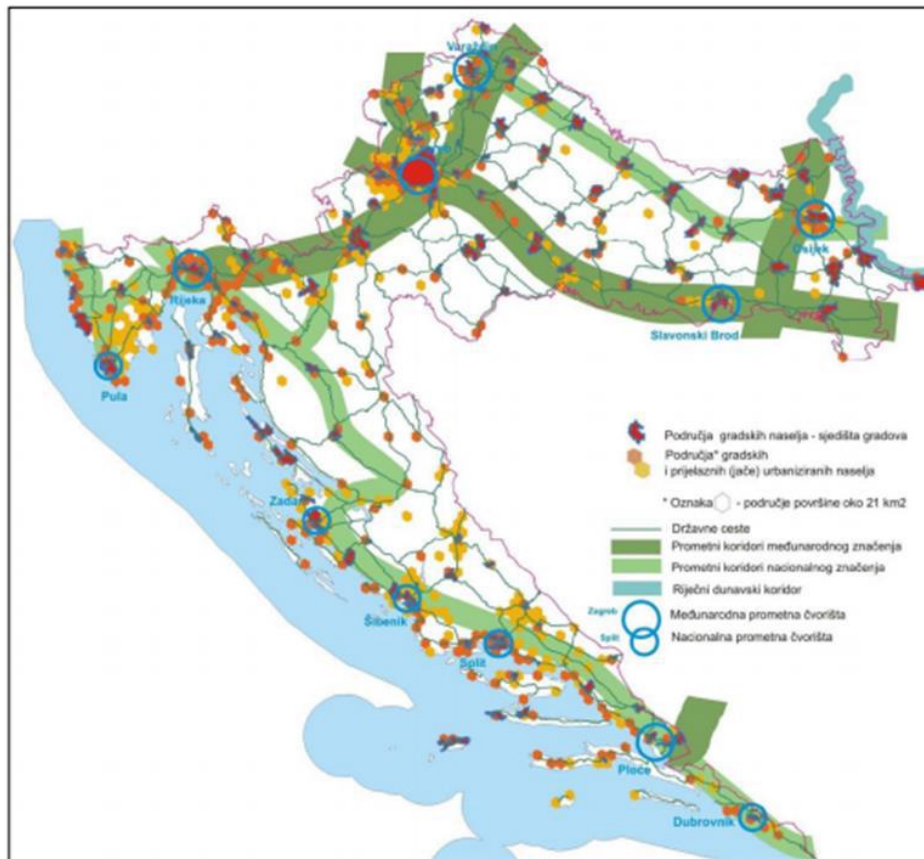 Varaždin
Osijek
Rijeka
Slavonski Brod
Pula
Područja gradskih naselja - sjedišta gradova
Područja* gradskih
i prijelaznih (jače) urbaniziranih naselja
* Oznaka - područje površine oko 21 km2
Državne ceste
Prometni koridori međunarodnog značenja
Prometni koridori nacionalnog značenja
Riječni dunavski koridor
Zagreb
Međunarodna prometna čvorišta
Split
Nacionalna prometna čvorišta
Zadar
Šibenik
Split
Ploče
Dubrovnik